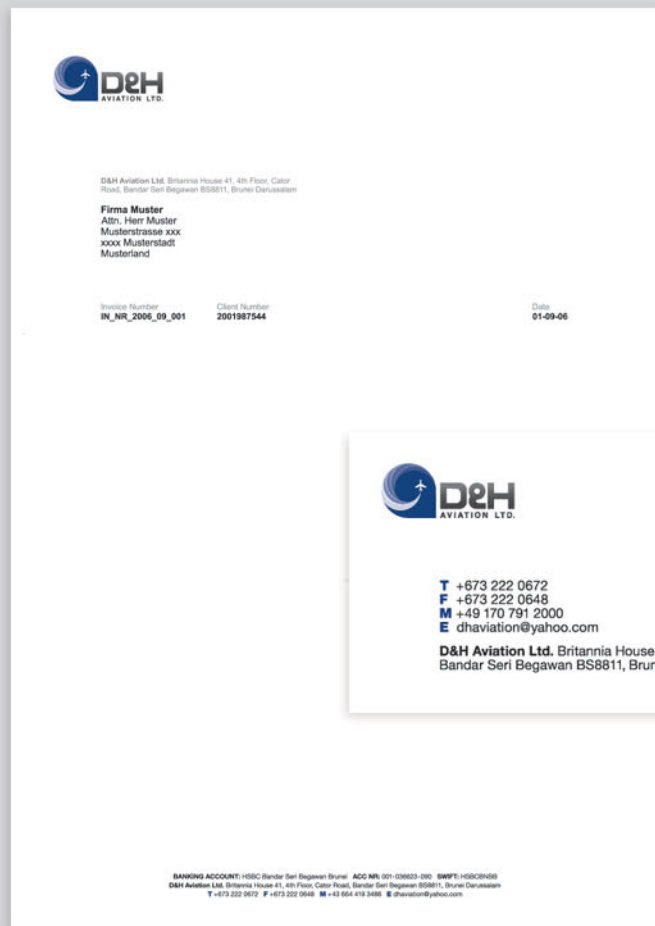 D&H
AVIATION LTD.
D&H Aviation Ltd. Britannia House 41, 4th Floor, Cator
Road, Bandar Seri Begawan BS8811, Brunei Darussalam
Firma Muster
Attn. Herr Muster
Musterstrasse xxx
xxxx Musterstadt
Musterland
Invoice Number Client Number Date
IN_NR_2006_09_001 2001987544 01-09-06
D&H
AVIATION LTD.
T +673 222 0672
F +673 222 0648
M +49 170 791 2000
E dhaviation@yahoo.com
D&H Aviation Ltd. Britannia House
Bandar Seri Begawan BS8811, Brun
BANKING ACCOUNT: HSBC Bandar Seri Begawan Brunei ACC NR: 001-036623-090 SWIFT: HSBCBNBB
D&H Aviation Ltd. Britannia House 41, 4th Floor, Cator Road, Bandar Seri Begawan BS8811, Brunei Darussalam
T +673 222 0672 F +673 222 0648 M +43 664 419 3486 E dhaviation@yahoo.com